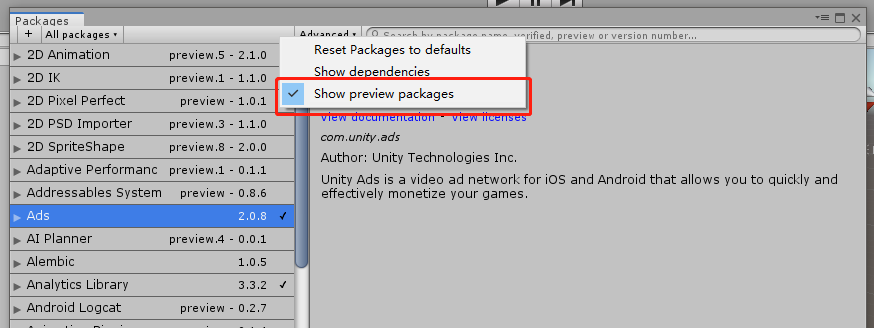 Packages
+ All packages Advanced Search by package name, verified, preview or version number...
Reset Packages to defaults
Show dependencies
Show preview packages
2D Animation preview.5 - 2.1.0
2D IK preview.1 - 1.1.0
2D Pixel Perfect preview - 1.0.1
2D PSD Importer preview.3 - 1.1.0
2D SpriteShape preview.8 - 2.0.0
Adaptive Performanc preview.1 - 0.1.1
Addressables System preview - 0.8.6
Ads 2.0.8
AI Planner preview.4 - 0.0.1
Alembic 1.0.5
Analytics Library 3.3.2
Android Logcat preview - 0.2.7
View documentation - View licenses
com.unity.ads
Author: Unity Technologies Inc.
Unity Ads is a video ad network for iOS and Android that allows you to quickly and
effectively monetize your games.